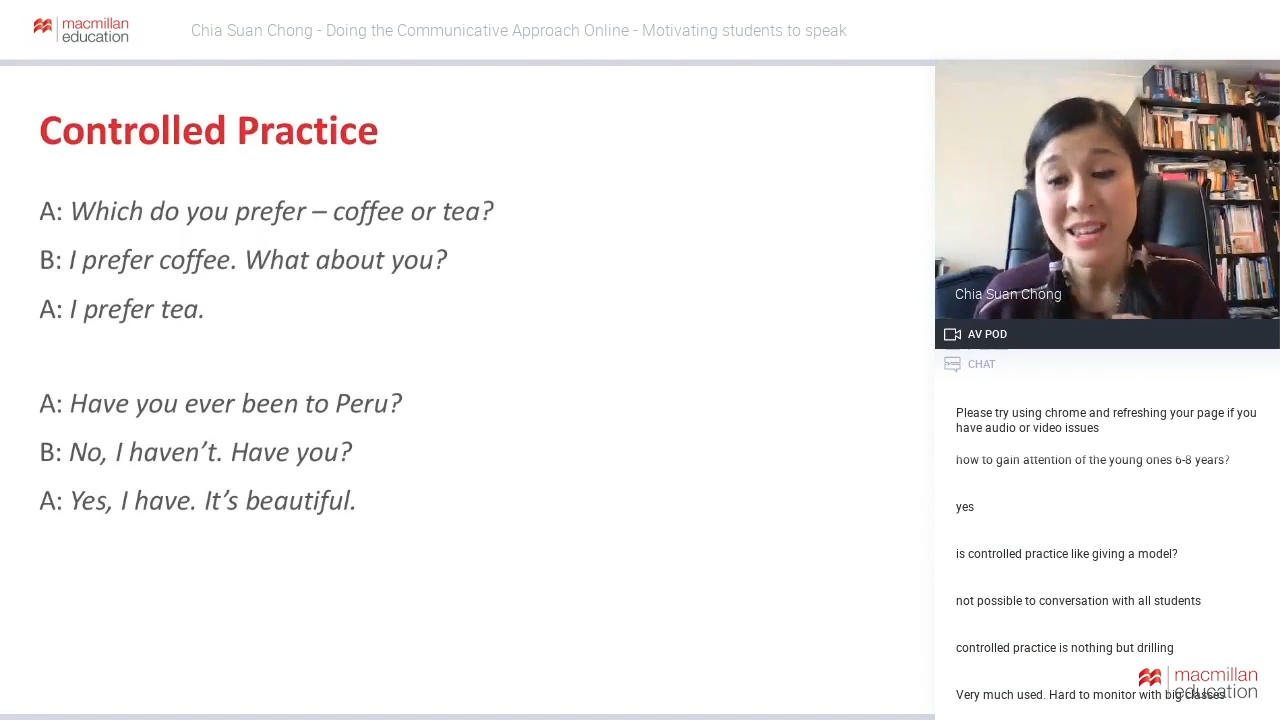 macmillan
education
Chia Suan Chong - Doing the Communicative Approach Online - Motivating students to speak
Controlled Practice
A: Which do you prefer – coffee or tea?
B: I prefer coffee. What about you?
A: I prefer tea.
A: Have you ever been to Peru?
B: No, I haven’t. Have you?
A: Yes, I have. It’s beautiful.
Chia Suan Chong
AV POD
CHAT
Please try using chrome and refreshing your page if you
have audio or video issues
how to gain attention of the young ones 6-8 years?
yes
is controlled practice like giving a model?
not possible to conversation with all students
controlled practice is nothing but drilling
Very much used. Hard to monitor with big classes
macmillan
education